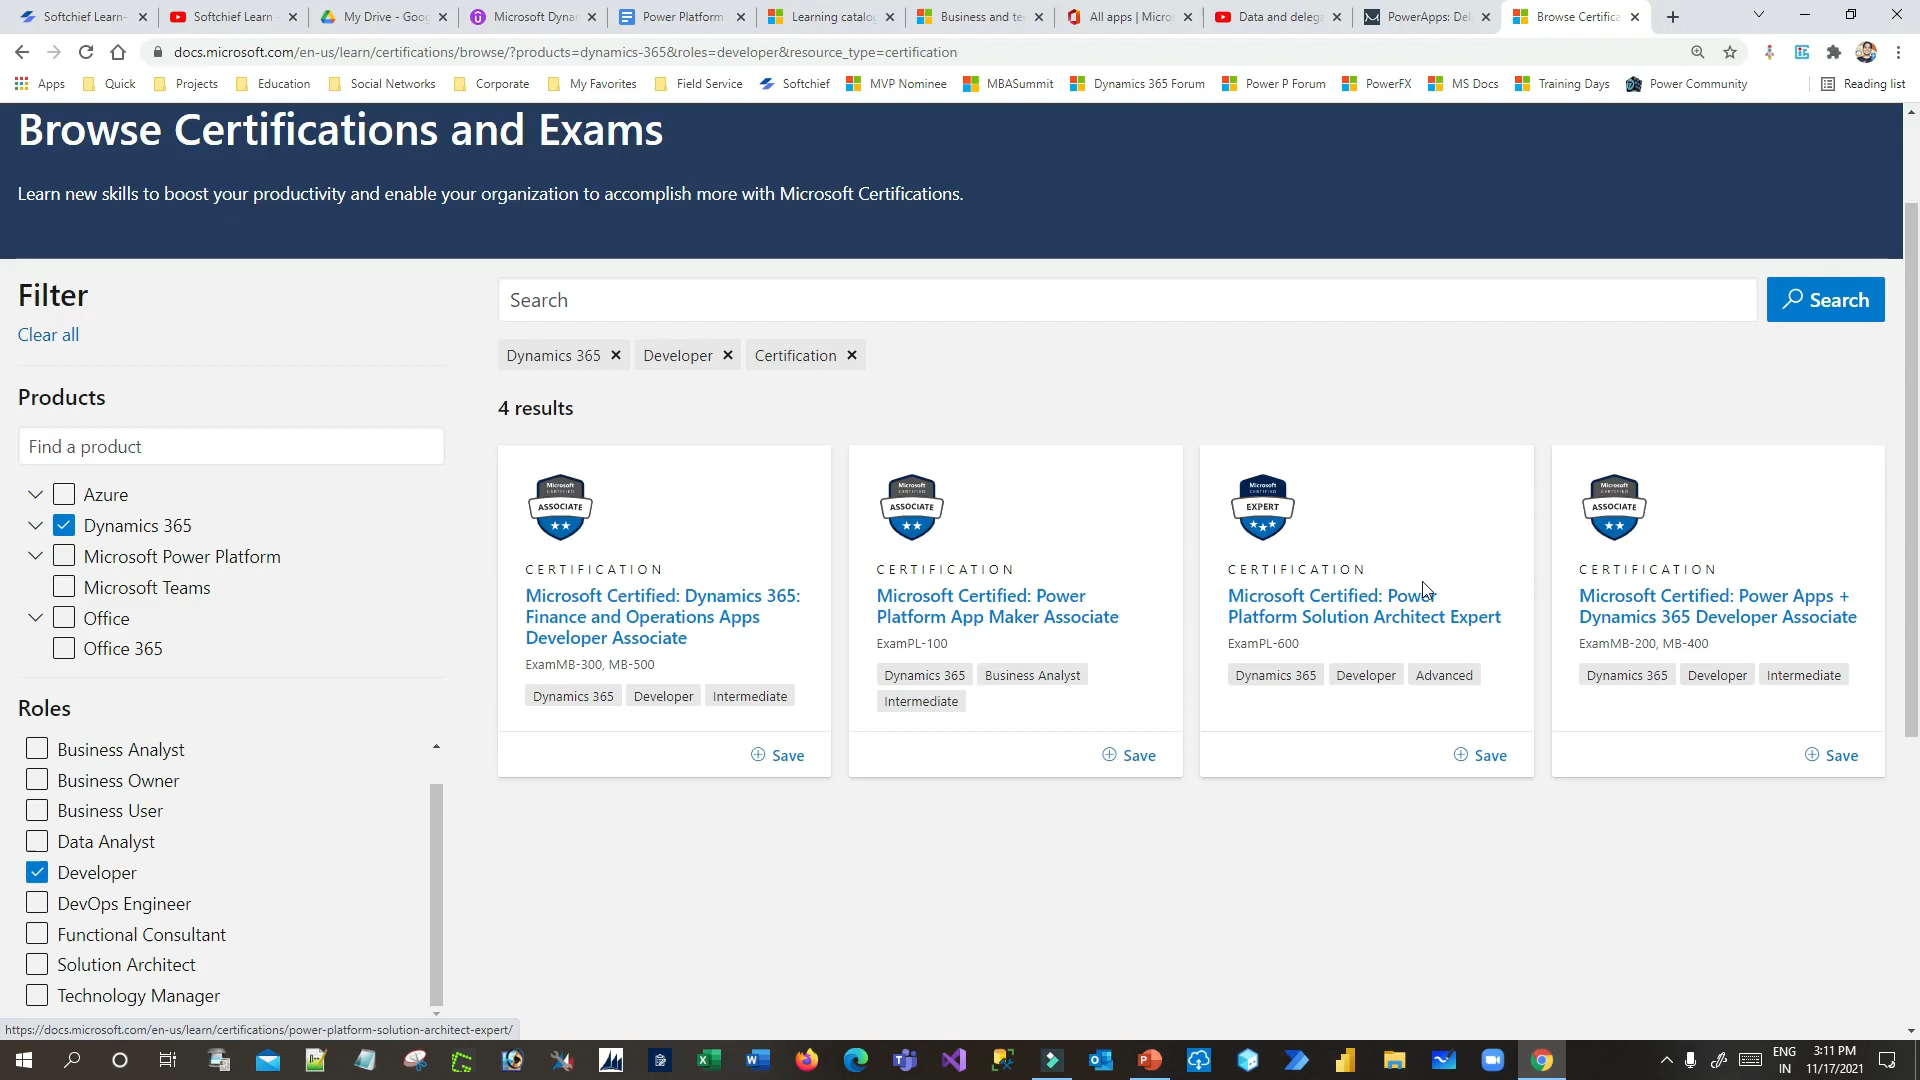 Softchief Learn-
Softchief Learn -
My Drive - Goo
Microsoft Dyna
Power Platform
Learning catalo
Business and te
All apps | Micro
Data and deleg
PowerApps: Del
Browse Certifica
docs.microsoft.com/en-us/learn/certifications/browse/?products=dynamics-365&roles=developer&resource_type=certification
Apps
Quick
Projects
Education
Social Networks
Corporate
My Favorites
Field Service
Softchief
MVP Nominee
MBASummit
Dynamics 365 Forum
Power P Forum
PowerFX
MS Docs
Training Days
Power Community
Reading list
Browse Certifications and Exams
Learn new skills to boost your productivity and enable your organization to accomplish more with Microsoft Certifications.
Filter
Clear all
Products
Find a product
Azure
Dynamics 365
Microsoft Power Platform
Microsoft Teams
Office
Office 365
Roles
Business Analyst
Business Owner
Business User
Data Analyst
Developer
DevOps Engineer
Functional Consultant
Solution Architect
Technology Manager
Search
Search
Dynamics 365 ✕
Developer ✕
Certification ✕
4 results
Microsoft
CERTIFIED
ASSOCIATE
CERTIFICATION
Microsoft Certified: Dynamics 365:
Finance and Operations Apps
Developer Associate
ExamMB-300, MB-500
Dynamics 365
Developer
Intermediate
Save
Microsoft
CERTIFIED
ASSOCIATE
CERTIFICATION
Microsoft Certified: Power
Platform App Maker Associate
ExamPL-100
Dynamics 365
Business Analyst
Intermediate
Save
Microsoft
CERTIFIED
EXPERT
CERTIFICATION
Microsoft Certified: Power
Platform Solution Architect Expert
ExamPL-600
Dynamics 365
Developer
Advanced
Save
Microsoft
CERTIFIED
ASSOCIATE
CERTIFICATION
Microsoft Certified: Power Apps +
Dynamics 365 Developer Associate
ExamMB-200, MB-400
Dynamics 365
Developer
Intermediate
Save
https://docs.microsoft.com/en-us/learn/certifications/power-platform-solution-architect-expert/
ENG
IN
3:11 PM
11/17/2021